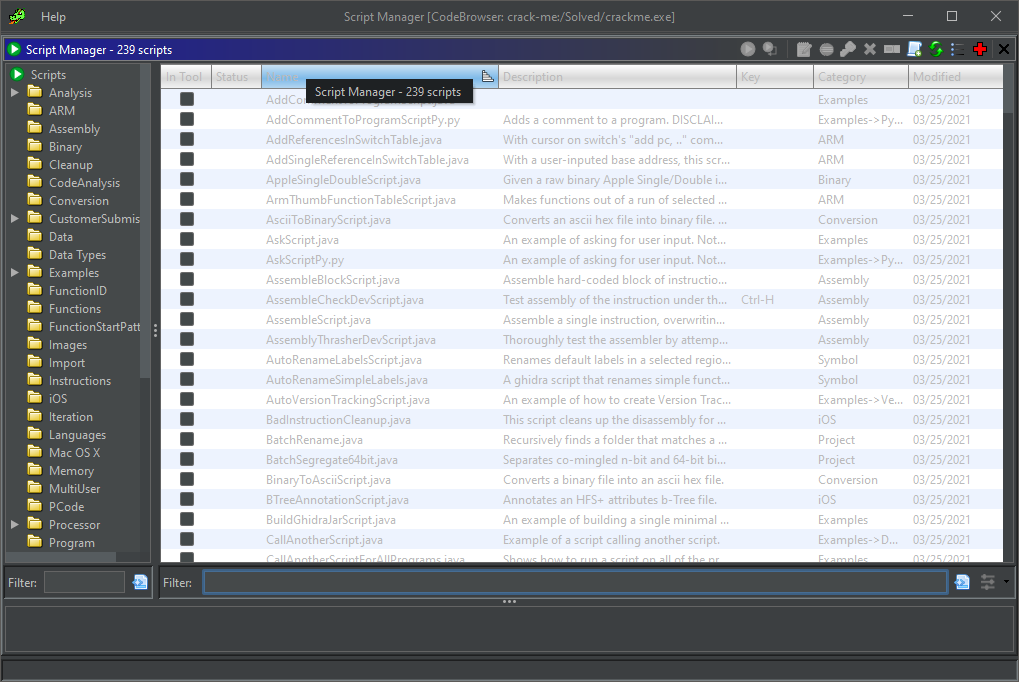 Help
Script Manager [CodeBrowser: crack-me:/Solved/crackme.exe]
Script Manager - 239 scripts
Scripts
Analysis
ARM
Assembly
Binary
Cleanup
CodeAnalysis
Conversion
CustomerSubmis
Data
Data Types
Examples
FunctionID
Functions
FunctionStartPatt
Images
Import
Instructions
iOS
Iteration
Languages
Mac OS X
Memory
MultiUser
PCode
Processor
Program
Filter:
In Tool Status Description Key Category Modified
Script Manager - 239 scripts
Examples 03/25/2021
AddCommentToProgramScriptPy.py Adds a comment to a program. DISCLAI... Examples->Py... 03/25/2021
AddReferencesInSwitchTable.java With cursor on switch's "add pc, .." com... ARM 03/25/2021
AddSingleReferenceInSwitchTable.java With a user-inputed base address, this scr... ARM 03/25/2021
AppleSingleDoubleScript.java Given a raw binary Apple Single/Double i... Binary 03/25/2021
ArmThumbFunctionTableScript.java Makes functions out of a run of selected ... ARM 03/25/2021
AsciiToBinaryScript.java Converts an ascii hex file into binary file. ... Conversion 03/25/2021
AskScript.java An example of asking for user input. Not... Examples 03/25/2021
AskScriptPy.py An example of asking for user input. Not... Examples->Py... 03/25/2021
AssembleBlockScript.java Assemble hard-coded block of instructio... Assembly 03/25/2021
AssembleCheckDevScript.java Test assembly of the instruction under th... Ctrl-H Assembly 03/25/2021
AssembleScript.java Assemble a single instruction, overwritin... Assembly 03/25/2021
AssemblyThrasherDevScript.java Thoroughly test the assembler by attemp... Assembly 03/25/2021
AutoRenameLabelsScript.java Renames default labels in a selected regio... Symbol 03/25/2021
AutoRenameSimpleLabels.java A ghidra script that renames simple funct... Symbol 03/25/2021
AutoVersionTrackingScript.java An example of how to create Version Trac... Examples->Ve... 03/25/2021
BadInstructionCleanup.java This script cleans up the disassembly for ... iOS 03/25/2021
BatchRename.java Recursively finds a folder that matches a ... Project 03/25/2021
BatchSegregate64bit.java Separates co-mingled n-bit and 64-bit bi... Project 03/25/2021
BinaryToAsciiScript.java Converts a binary file into an ascii hex file. Conversion 03/25/2021
BTreeAnnotationScript.java Annotates an HFS+ attributes b-Tree file. iOS 03/25/2021
BuildGhidraJarScript.java An example of building a single minimal ... Examples 03/25/2021
CallAnotherScript.java Example of a script calling another script. Examples->D... 03/25/2021
CallAnotherScriptForAllPrograms.java Shows how to run a script on all of the pr... Examples 03/25/2021
Filter: